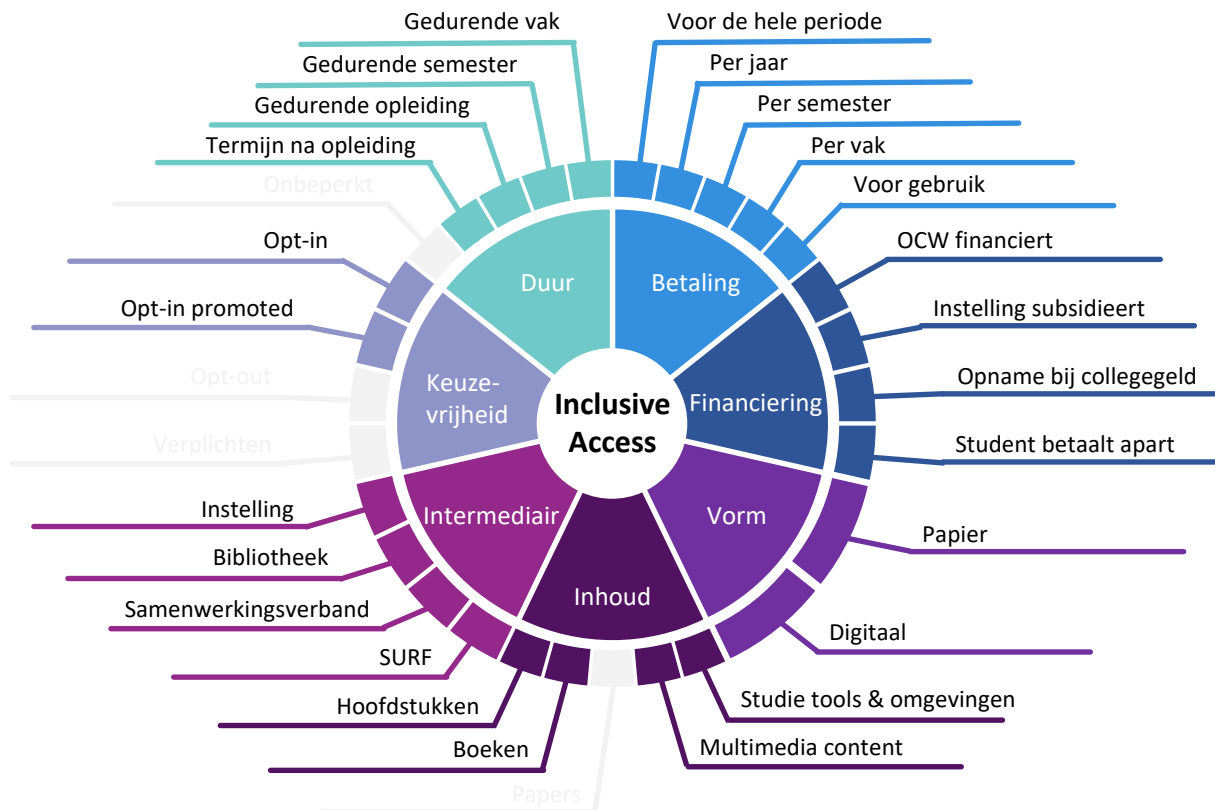 Gedurende vak
Voor de hele periode
Gedurende semester
Per jaar
Gedurende opleiding
Per semester
Termijn na opleiding
Per vak
Onbeperkt
Voor gebruik
Opt-in
OCW financiert
Duur
Betaling
Opt-in promoted
Instelling subsidieert
Opt-out
Opname bij collegegeld
Keuze-
vrijheid
Inclusive
Access
Financiering
Verplichten
Student betaalt apart
Instelling
Intermediair
Vorm
Papier
Bibliotheek
Inhoud
Samenwerkingsverband
Digitaal
SURF
Hoofdstukken
Studie tools & omgevingen
Boeken
Multimedia content
Papers